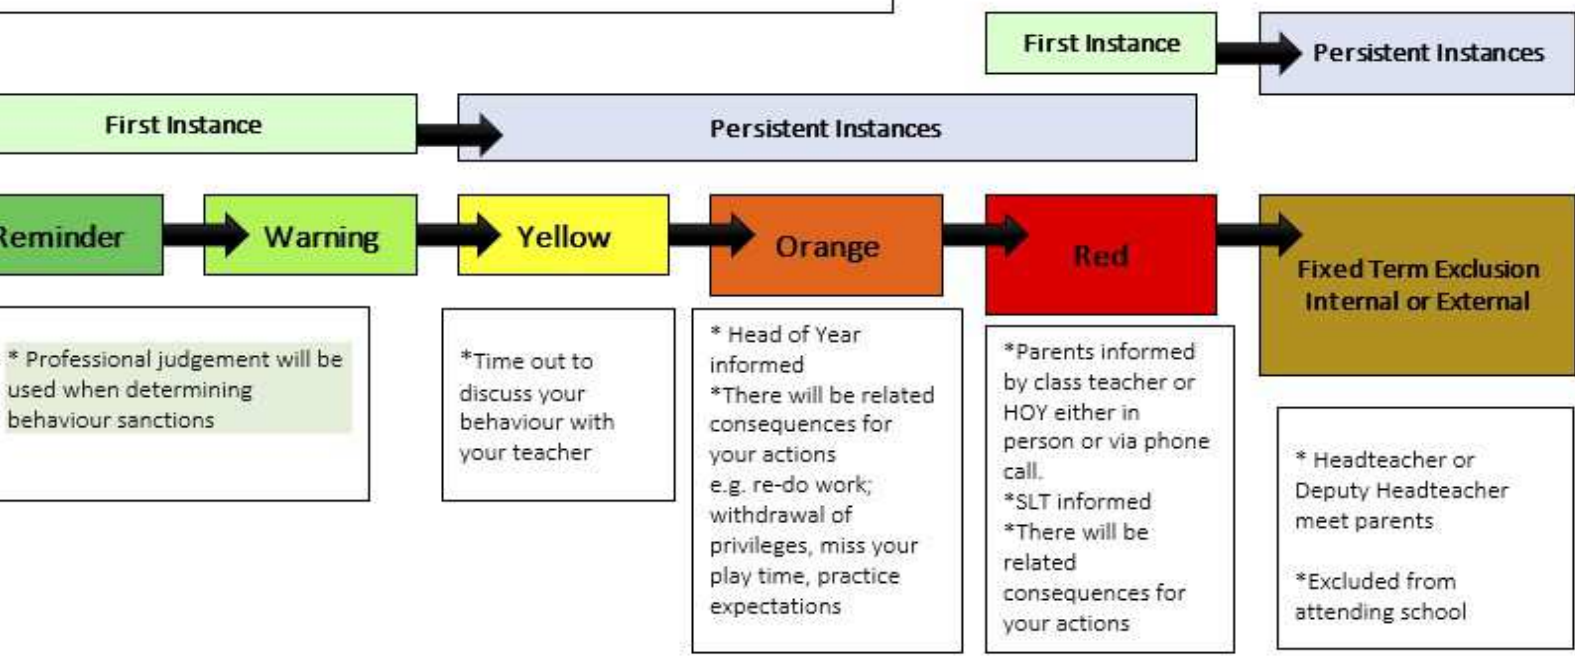 First Instance
Persistent Instances
First Instance
Persistent Instances
Reminder
Warning
Yellow
Orange
Red
Fixed Term Exclusion
Internal or External
* Professional judgement will be
used when determining
behaviour sanctions
*Time out to
discuss your
behaviour with
your teacher
* Head of Year
informed
*There will be related
consequences for
your actions
e.g. re-do work;
withdrawal of
privileges, miss your
play time, practice
expectations
*Parents informed
by class teacher or
HOY either in
person or via phone
call.
*SLT informed
*There will be
related
consequences for
your actions
* Headteacher or
Deputy Headteacher
meet parents
*Excluded from
attending school